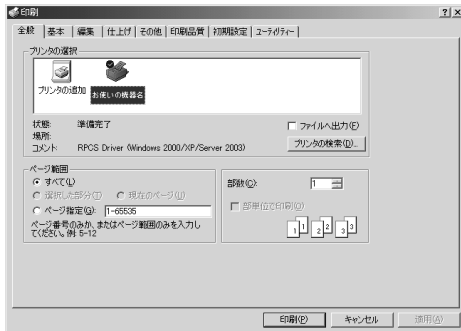 印刷
全般 基本 編集 仕上げ その他 印刷品質 初期設定 ユーティリティー
プリンタの選択
プリンタの追加 お使いの機器名
状態: 準備完了
場所:
コメント: RPCS Driver (Windows 2000/XP/Server 2003)
ファイルへ出力(F)
プリンタの検索(D)...
ページ範囲
すべて(L)
選択した部分(T) 現在のページ(U)
ページ指定(G): 1-65535
ページ番号のみか、またはページ範囲のみを入力し
てください。例: 5-12
部数(C): 1
部単位で印刷(O)
1 1 2 2 3 3
印刷(P) キャンセル 適用(A)